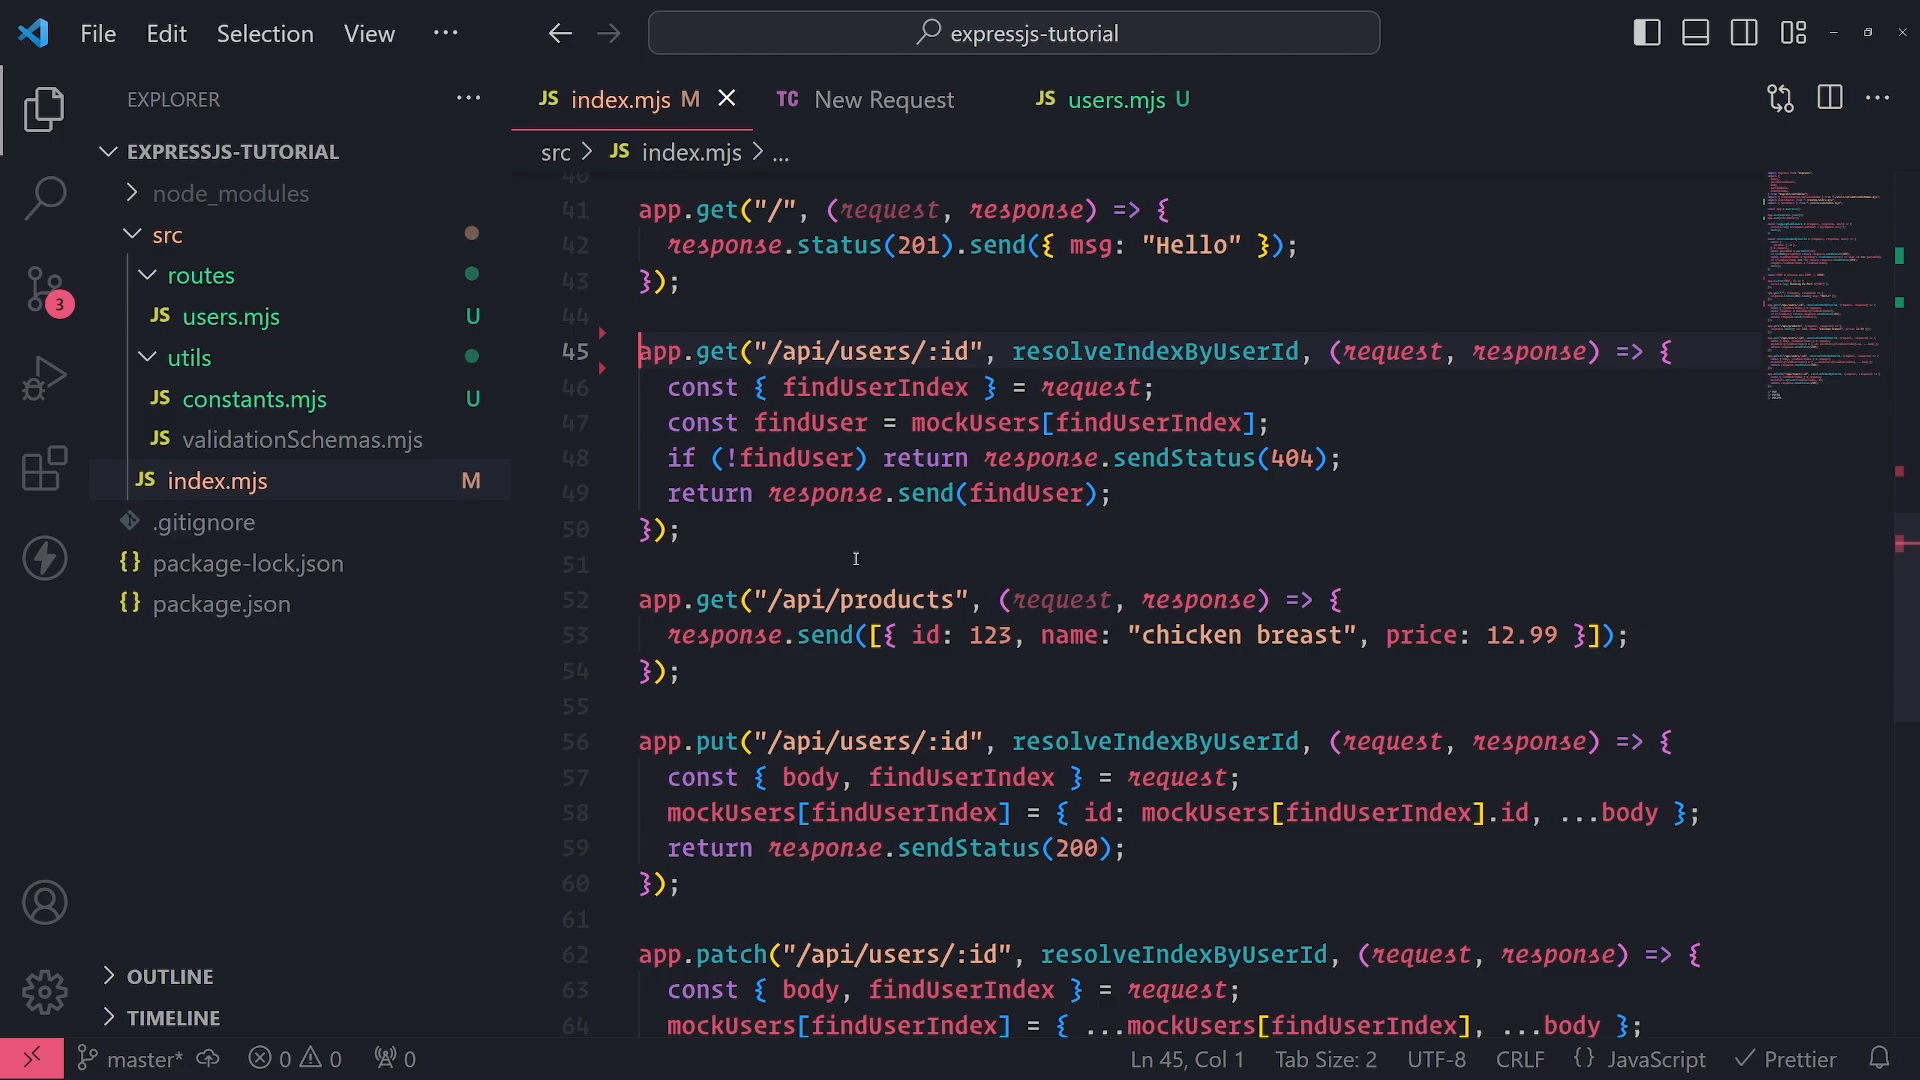 File Edit Selection View ...
expressjs-tutorial
EXPLORER ...
JS index.mjs M
TC New Request
JS users.mjs U
EXPRESSJS-TUTORIAL
src > JS index.mjs > ...
node_modules
src
routes
JS users.mjs U
utils
JS constants.mjs U
JS validationSchemas.mjs
JS index.mjs M
.gitignore
{} package-lock.json
{} package.json
3
OUTLINE
TIMELINE
40
41 app.get("/", (request, response) => {
42 response.status(201).send({ msg: "Hello" });
43 });
44
45 app.get("/api/users/:id", resolveIndexByUserId, (request, response) => {
46 const { findUserIndex } = request;
47 const findUser = mockUsers[findUserIndex];
48 if (!findUser) return response.sendStatus(404);
49 return response.send(findUser);
50 });
51
52 app.get("/api/products", (request, response) => {
53 response.send([{ id: 123, name: "chicken breast", price: 12.99 }]);
54 });
55
56 app.put("/api/users/:id", resolveIndexByUserId, (request, response) => {
57 const { body, findUserIndex } = request;
58 mockUsers[findUserIndex] = { id: mockUsers[findUserIndex].id, ...body };
59 return response.sendStatus(200);
60 });
61
62 app.patch("/api/users/:id", resolveIndexByUserId, (request, response) => {
63 const { body, findUserIndex } = request;
64 mockUsers[findUserIndex] = { ...mockUsers[findUserIndex], ...body };
master* 0 0 0 Ln 45, Col 1 Tab Size: 2 UTF-8 CRLF {} JavaScript Prettier